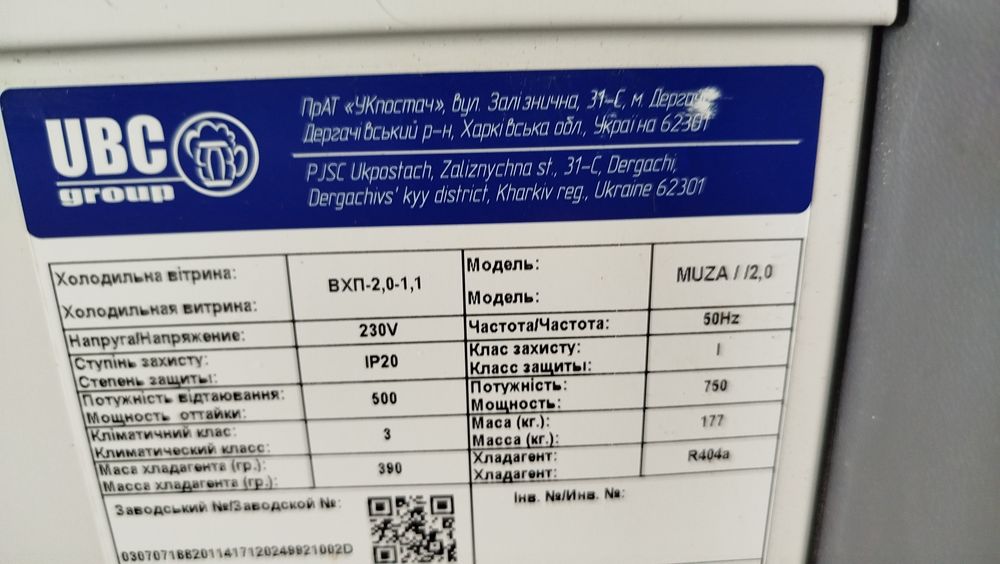 UBC
group
ПрАТ «УКпостач», вул. Залізнична, 31-С, м. Дергачі,
Дергачівський р-н, Харківська обл., Україна 62301
PJSC Ukpostach, Zaliznychna st., 31-C, Dergachi,
Dergachivs' kyy district, Kharkiv reg., Ukraine 62301
Холодильна вітрина:
Холодильная витрина:
ВХП-2,0-1,1
Модель:
Модель:
MUZA / /2,0
Напруга/Напряжение:
230V
Частота/Частота:
50Hz
Ступінь захисту:
Степень защиты:
IP20
Клас захисту:
Класс защиты:
I
Потужність відтаювання:
Мощность оттайки:
500
Потужність:
Мощность:
750
Кліматичний клас:
Климатический класс:
3
Маса (кг.):
Масса (кг.):
177
Маса хладагента (гр.):
Масса хладагента (гр.):
390
Хладагент:
Хладагент:
R404a
Заводський №/Заводской №:
Інв. №/Инв. №:
0307071662011417120249921002D